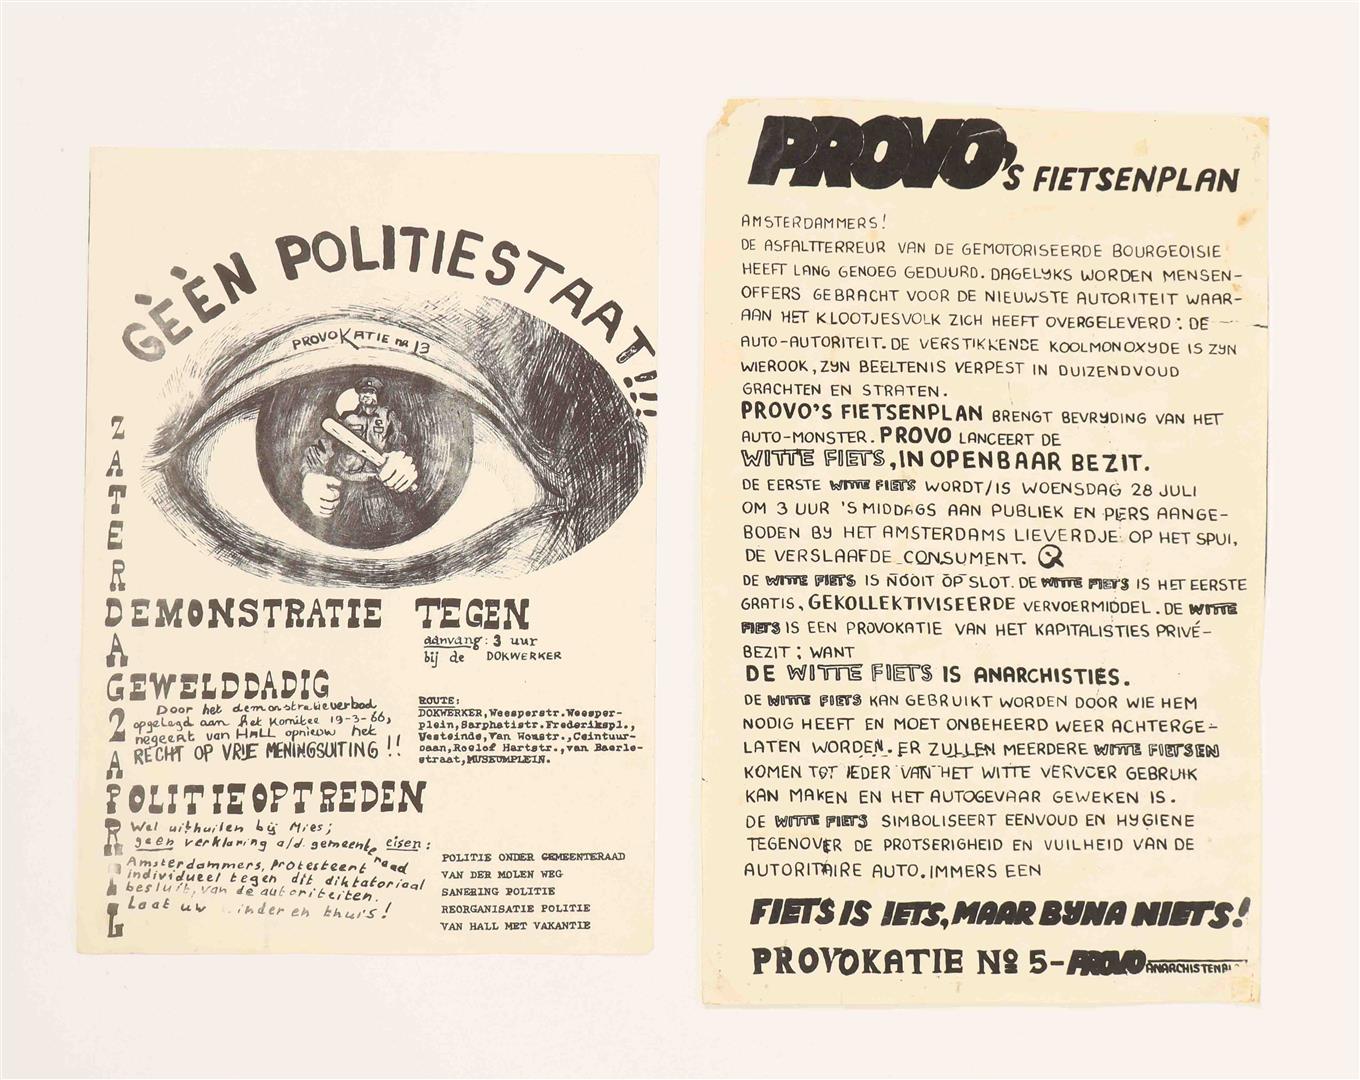 GÈÈN POLITIESTAAT!!!
PROVOKATIE nr 13
ZATERDAG 2 APRIL
DEMONSTRATIE TEGEN
aanvang: 3 uur
bij de DOKWERKER
GEWELDDADIG
Door het demonstratieverbod
opgelegd aan het Komitee 19-3-66,
negeert van HALL opnieuw het
RECHT OP VRIJE MENINGSUITING!!
ROUTE:
DOKWERKER, Weesperstr. Weesper-
plein, Sarphatistr. Frederikspl.,
Westeinde, Van Woustr., Ceintuur-
baan, Roelof Hartstr., van Baerle-
straat, MUSEUMPLEIN.
POLITIEOPTREDEN
Wel uithuilen bij Mies;
geen verklaring a/d. gemeenteraad
eisen:
Amsterdammers, protesteert
individueel tegen dit diktatoriaal
besluit, van de autoriteiten.
Laat uw kinderen thuis!
POLITIE ONDER GEMEENTERAAD
VAN DER MOLEN WEG
SANERING POLITIE
REORGANISATIE POLITIE
VAN HALL MET VAKANTIE
PROVO'S FIETSENPLAN
AMSTERDAMMERS!
DE ASFALTTERREUR VAN DE GEMOTORISEERDE BOURGEOISIE
HEEFT LANG GENOEG GEDUURD. DAGELYKS WORDEN MENSEN-
OFFERS GEBRACHT VOOR DE NIEUWSTE AUTORITEIT WAAR-
AAN HET KLOOTJESVOLK ZICH HEEFT OVERGELEVERD: DE
AUTO-AUTORITEIT. DE VERSTIKKENDE KOOLMONOXYDE IS ZYN
WIEROOK, ZYN BEELTENIS VERPEST IN DUIZENDVOUD
GRACHTEN EN STRATEN.
PROVO'S FIETSENPLAN BRENGT BEVRYDING VAN HET
AUTO-MONSTER. PROVO LANCEERT DE
WITTE FIETS, IN OPENBAAR BEZIT.
DE EERSTE WITTE FIETS WORDT/IS WOENSDAG 28 JULI
OM 3 UUR 'S MIDDAGS AAN PUBLIEK EN PERS AANGE-
BODEN BY HET AMSTERDAMS LIEVERDJE OP HET SPUI,
DE VERSLAAFDE CONSUMENT.
DE WITTE FIETS IS NOOIT OP SLOT. DE WITTE FIETS IS HET EERSTE
GRATIS, GEKOLLEKTIVISEERDE VERVOERMIDDEL. DE WITTE
FIETS IS EEN PROVOKATIE VAN HET KAPITALISTIES PRIVÉ-
BEZIT; WANT
DE WITTE FIETS IS ANARCHISTIES.
DE WITTE FIETS KAN GEBRUIKT WORDEN DOOR WIE HEM
NODIG HEEFT EN MOET ONBEHEERD WEER ACHTERGE-
LATEN WORDEN. ER ZULLEN MEERDERE WITTE FIETSEN
KOMEN TOT IEDER VAN HET WITTE VERVOER GEBRUIK
KAN MAKEN EN HET AUTOGEVAAR GEWEKEN IS.
DE WITTE FIETS SIMBOLISEERT EENVOUD EN HYGIENE
TEGENOVER DE PROTSERIGHEID EN VUILHEID VAN DE
AUTORITAIRE AUTO. IMMERS EEN
FIETS IS IETS, MAAR BYNA NIETS!
PROVOKATIE No 5-PROVO